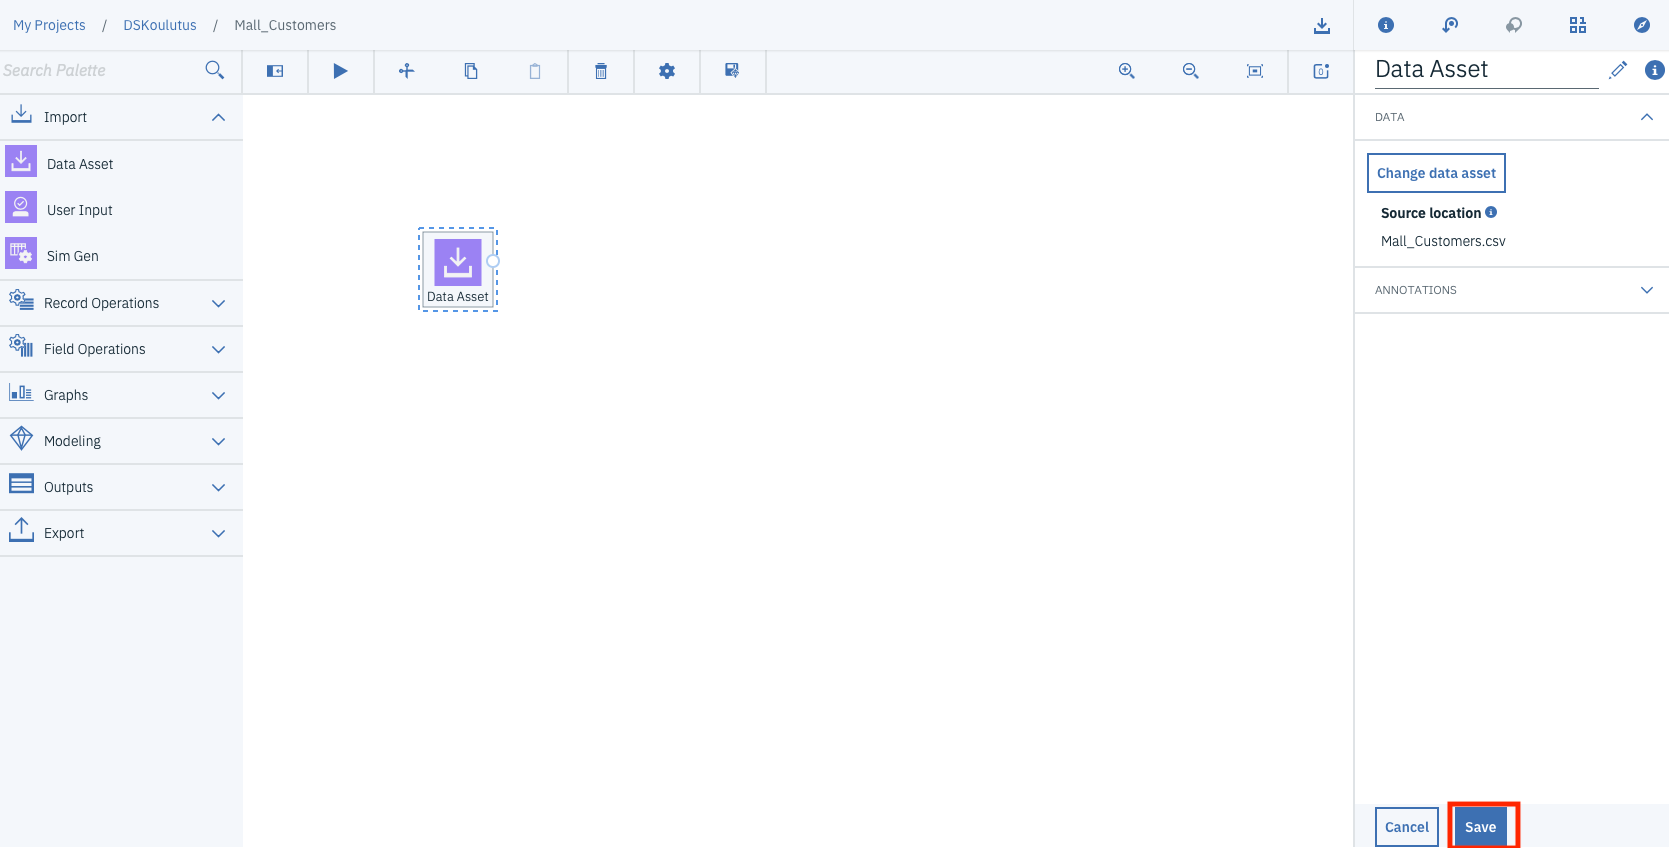 My Projects / DSKoulutus / Mall_Customers
Search Palette
Import
Data Asset
User Input
Sim Gen
Record Operations
Field Operations
Graphs
Modeling
Outputs
Export
Data Asset
Data Asset
DATA
Change data asset
Source location
Mall_Customers.csv
ANNOTATIONS
Cancel
Save